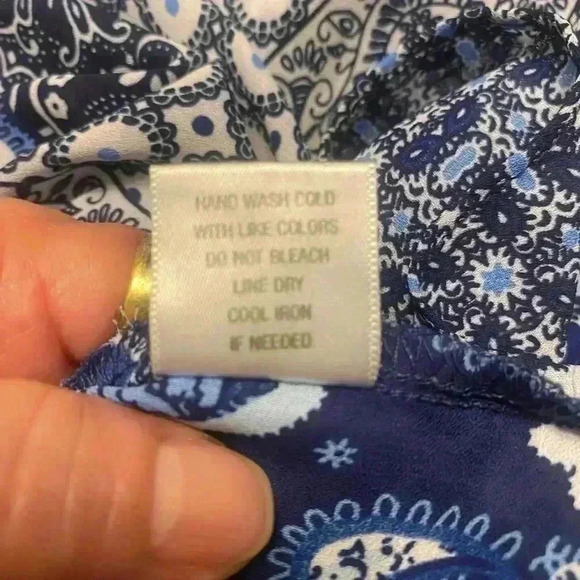 HAND WASH COLD
WITH LIKE COLORS
DO NOT BLEACH
LINE DRY
COOL IRON
IF NEEDED